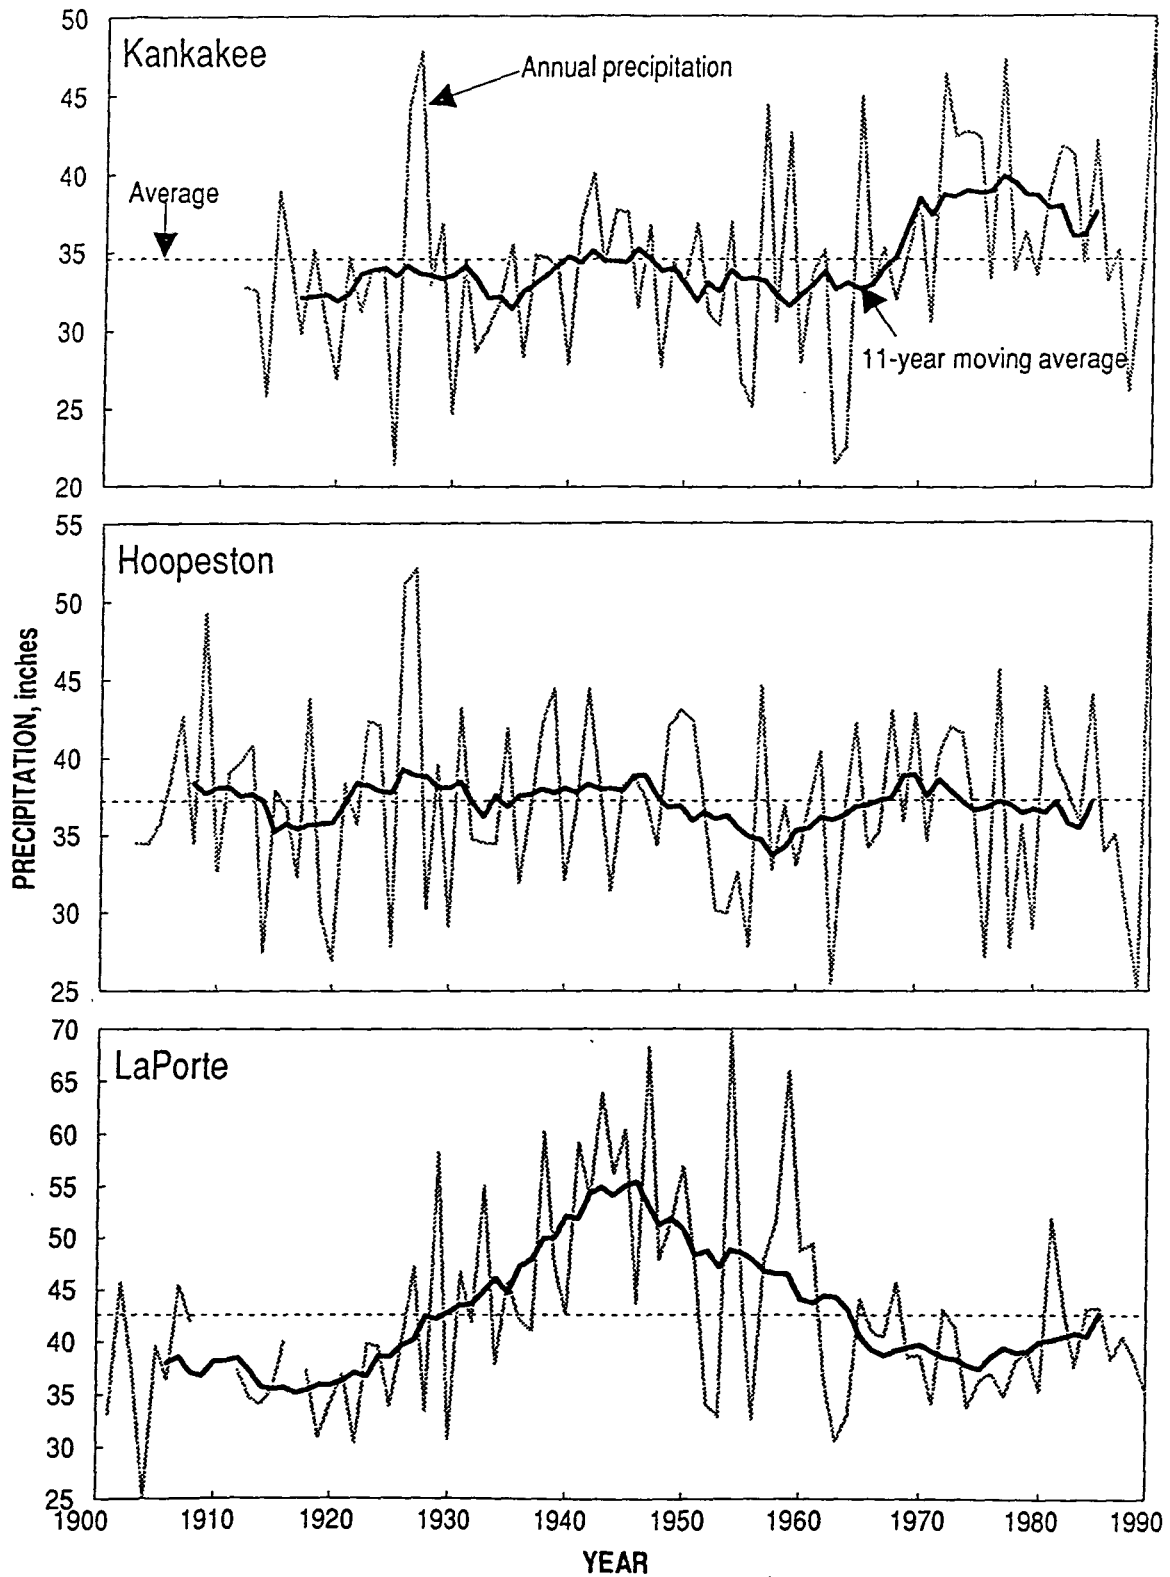 50
Kankakee
Annual precipitation
45
40
Average
35
30
11-year moving average
25
20
55
Hoopeston
50
45
40
35
30
25
PRECIPITATION, inches
70
LaPorte
65
60
55
50
45
40
35
30
25
1900 1910 1920 1930 1940 1950 1960 1970 1980 1990
YEAR